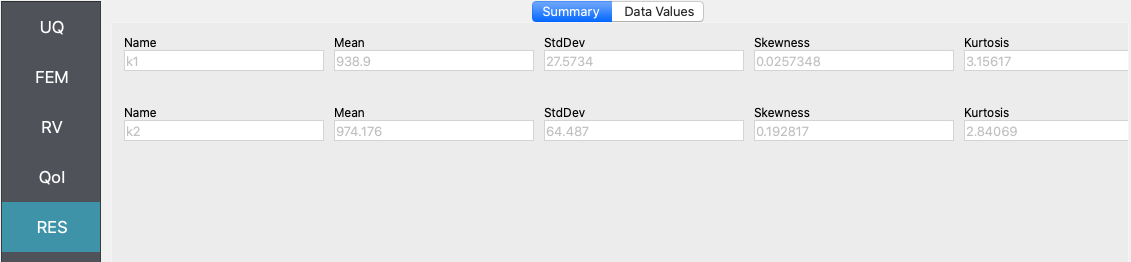 Summary Data Values
UQ
FEM
RV
QoI
RES
Name Mean StdDev Skewness Kurtosis
k1 938.9 27.5734 0.0257348 3.15617
Name Mean StdDev Skewness Kurtosis
k2 974.176 64.487 0.192817 2.84069